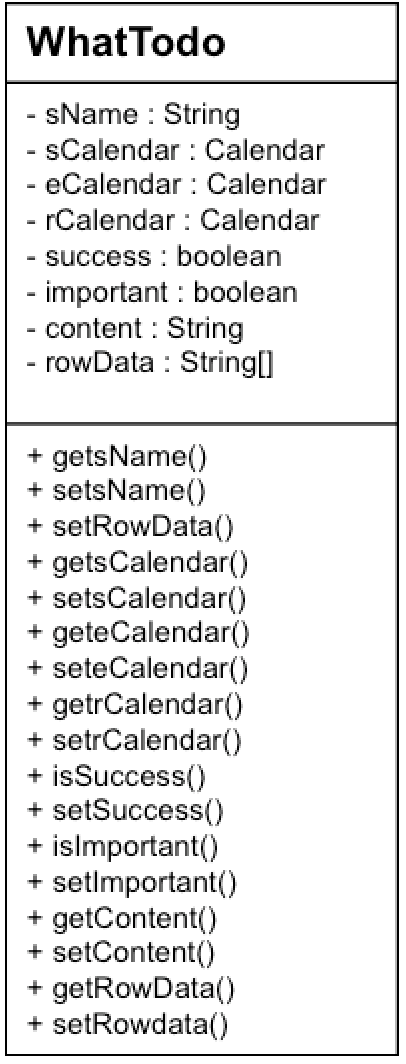 WhatTodo
- sName : String
- sCalendar : Calendar
- eCalendar : Calendar
- rCalendar : Calendar
- success : boolean
- important : boolean
- content : String
- rowData : String[]
+ getsName()
+ setsName()
+ setRowData()
+ getsCalendar()
+ setsCalendar()
+ geteCalendar()
+ seteCalendar()
+ getrCalendar()
+ setrCalendar()
+ isSuccess()
+ setSuccess()
+ isImportant()
+ setImportant()
+ getContent()
+ setContent()
+ getRowData()
+ setRowdata()